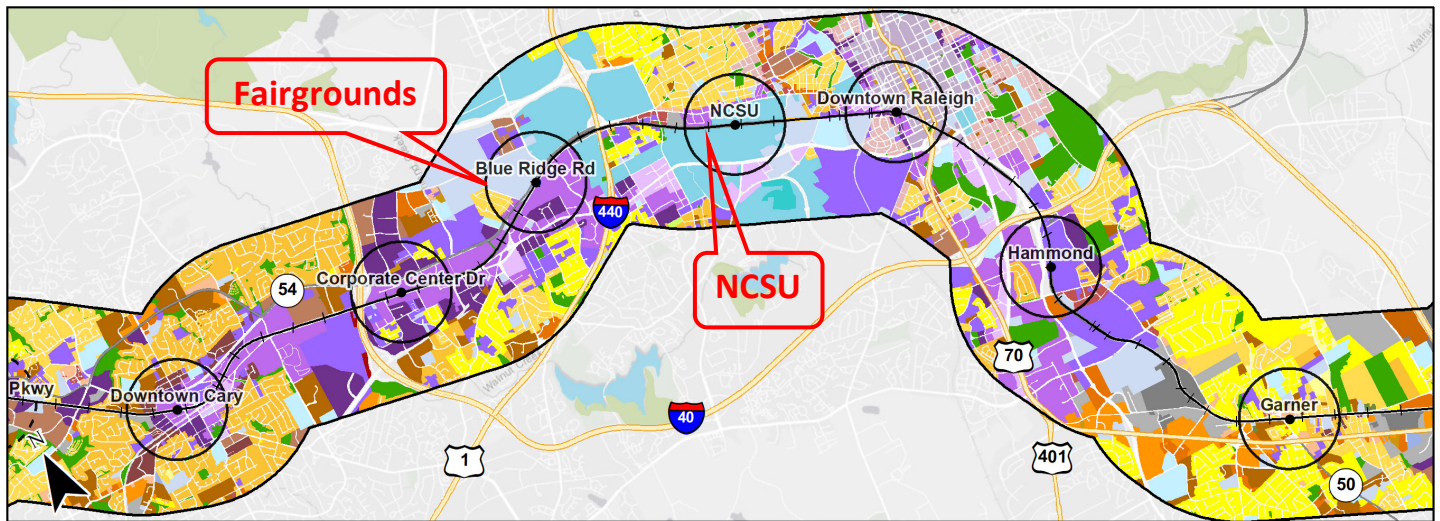 Fairgrounds
NCSU
Downtown Raleigh
Blue Ridge Rd
440
NCSU
Hammond
Corporate Center Dr
54
70
Pkwy
Downtown Cary
40
Garner
N
1
401
50